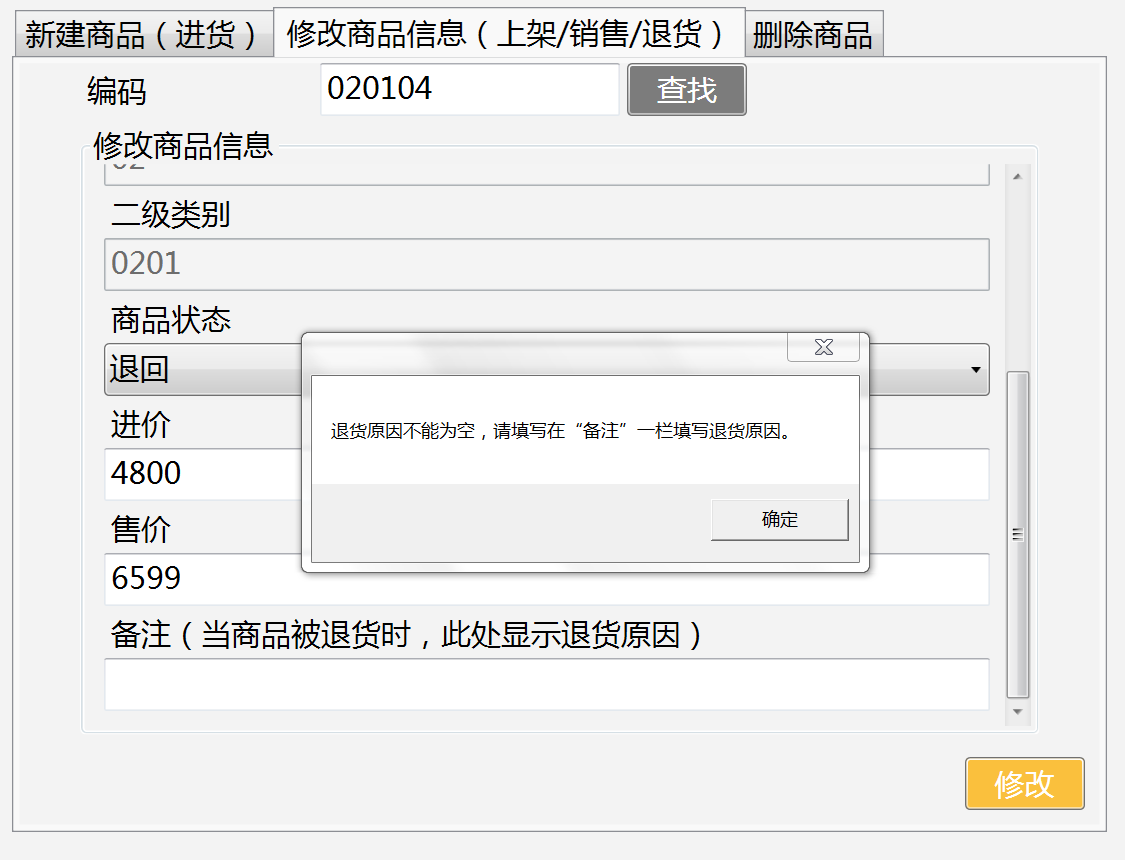 新建商品（进货） 修改商品信息（上架/销售/退货） 删除商品
编码 020104 查找
修改商品信息
02
二级类别
0201
商品状态
退回
进价
4800
售价
6599
备注（当商品被退货时，此处显示退货原因）
退货原因不能为空，请填写在“备注”一栏填写退货原因。
确定
修改